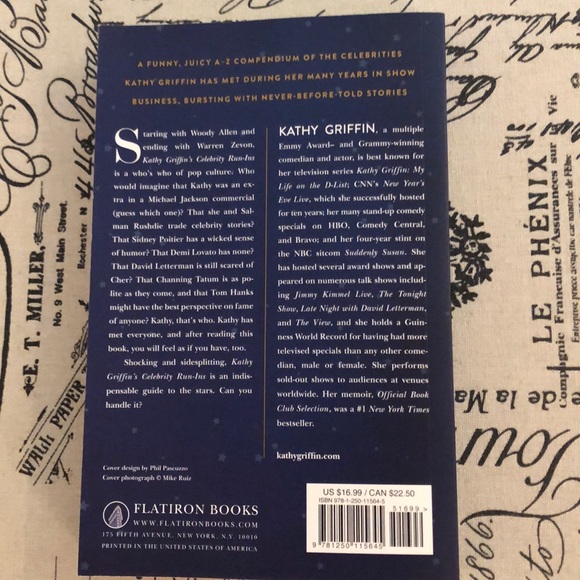 A FUNNY, JUICY A–Z COMPENDIUM OF THE CELEBRITIES
KATHY GRIFFIN HAS MET DURING HER MANY YEARS IN SHOW
BUSINESS, BURSTING WITH NEVER-BEFORE-TOLD STORIES
Starting with Woody Allen and
ending with Warren Zevon,
Kathy Griffin's Celebrity Run-Ins
is a who's who of pop culture. Who
would imagine that Kathy was an ex-
tra in a Michael Jackson commercial
(guess which one)? That she and Sal-
man Rushdie trade celebrity stories?
That Sidney Poitier has a wicked sense
of humor? That Demi Lovato has none?
That David Letterman is still scared of
Cher? That Channing Tatum is as po-
lite as they come, and that Tom Hanks
might have the best perspective on fame
of anyone? Kathy, that's who. Kathy has
met everyone, and after reading this
book, you will feel as if you have, too.
Shocking and sidesplitting, Kathy
Griffin's Celebrity Run-Ins is an indis-
pensable guide to the stars. Can you
handle it?
KATHY GRIFFIN, a multiple
Emmy Award– and Grammy-winning
comedian and actor, is best known for
her television series Kathy Griffin: My
Life on the D-List; CNN's New Year's
Eve Live, which she successfully hosted
for ten years; her many stand-up comedy
specials on HBO, Comedy Central,
and Bravo; and her four-year stint on
the NBC sitcom Suddenly Susan. She
has hosted several award shows and ap-
peared on numerous talk shows includ-
ing Jimmy Kimmel Live, The Tonight
Show, Late Night with David Letterman,
and The View, and she holds a Guin-
ness World Record for having had more
televised specials than any other come-
dian, male or female. She performs
sold-out shows to audiences at venues
worldwide. Her memoir, Official Book
Club Selection, was a #1 New York Times
bestseller.
kathygriffin.com
Cover design by Phil Pascuzzo
Cover photograph © Mike Ruiz
FLATIRON BOOKS
WWW.FLATIRONBOOKS.COM
175 FIFTH AVENUE, NEW YORK, N.Y. 10010
PRINTED IN THE UNITED STATES OF AMERICA
US $16.99 / CAN $22.50
ISBN 978-1-250-11564-5
51699>
9 781250 115645
E. T. MILLER,
No. 9 West Main Street.
Rochester N
WALL PAPER
LE PHÉNIX
Compagnie Française d'Assurances sur
Vie
de la Ma